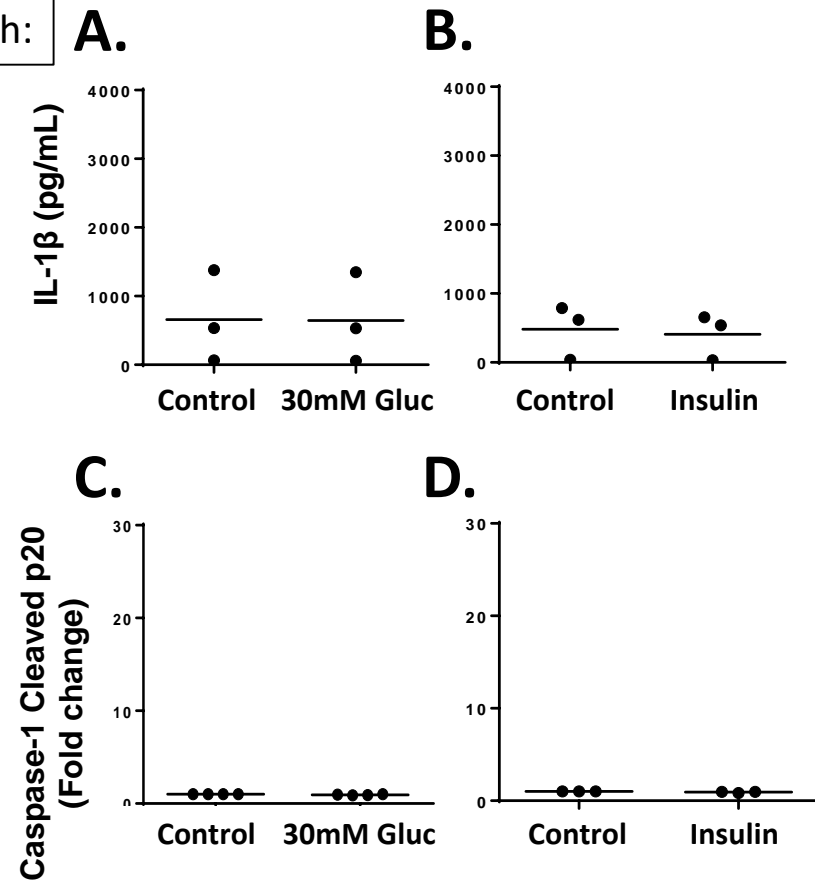 h:
A.
B.
IL-1β (pg/mL)
4000
3000
2000
1000
0
Control
30mM Gluc
4000
3000
2000
1000
0
Control
Insulin
C.
D.
Caspase-1 Cleaved p20
(Fold change)
30
20
10
0
Control
30mM Gluc
30
20
10
0
Control
Insulin